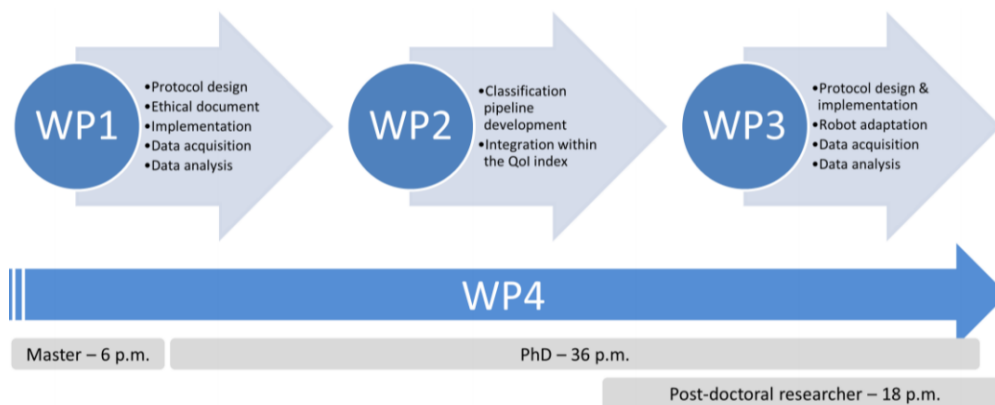 WP1
•Protocol design
•Ethical document
•Implementation
•Data acquisition
•Data analysis
WP2
•Classification
pipeline
development
•Integration within
the QoI index
WP3
•Protocol design &
implementation
•Robot adaptation
•Data acquisition
•Data analysis
WP4
Master – 6 p.m.
PhD – 36 p.m.
Post-doctoral researcher – 18 p.m.